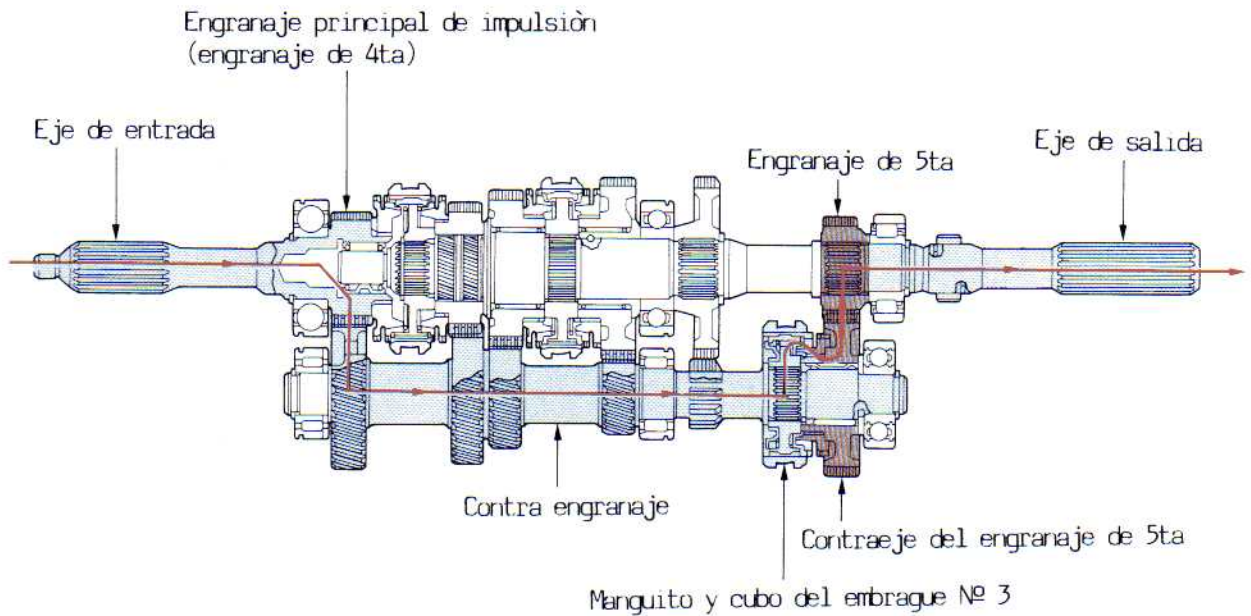 Engranaje principal de impulsiòn
(engranaje de 4ta)
Eje de entrada
Engranaje de 5ta
Eje de salida
Contra engranaje
Contraeje del engranaje de 5ta
Manguito y cubo del embrague Nº 3